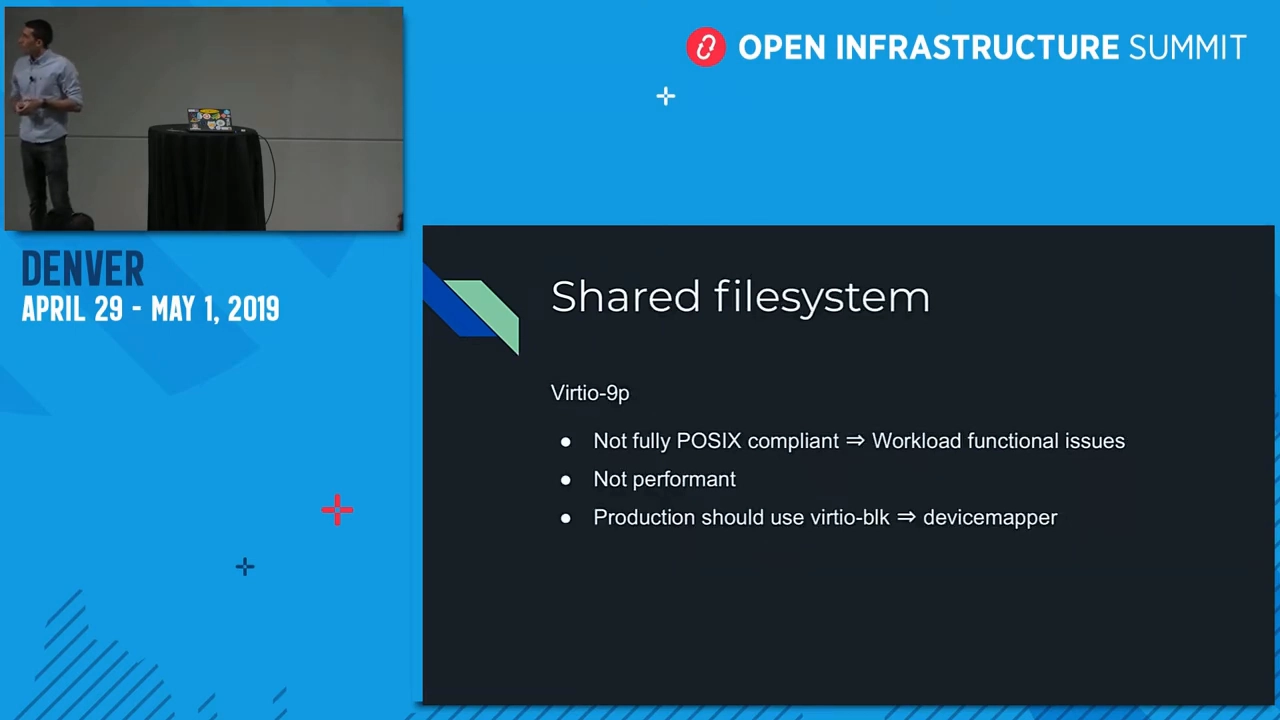 OPEN INFRASTRUCTURE SUMMIT
DENVER
APRIL 29 - MAY 1, 2019
Shared filesystem
Virtio-9p
● Not fully POSIX compliant ⇒ Workload functional issues
● Not performant
● Production should use virtio-blk ⇒ devicemapper